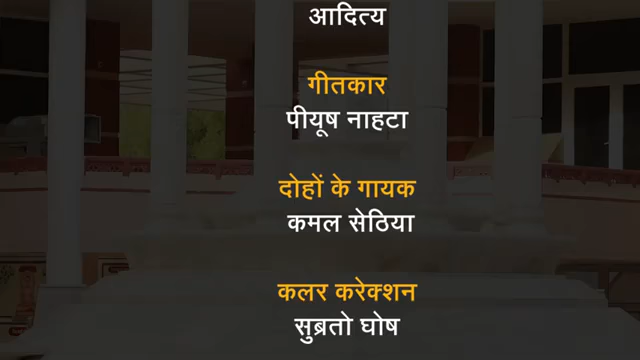 आदित्य
गीतकार
पीयूष नाहटा
दोहों के गायक
कमल सेठिया
कलर करेक्शन
सुब्रतो घोष